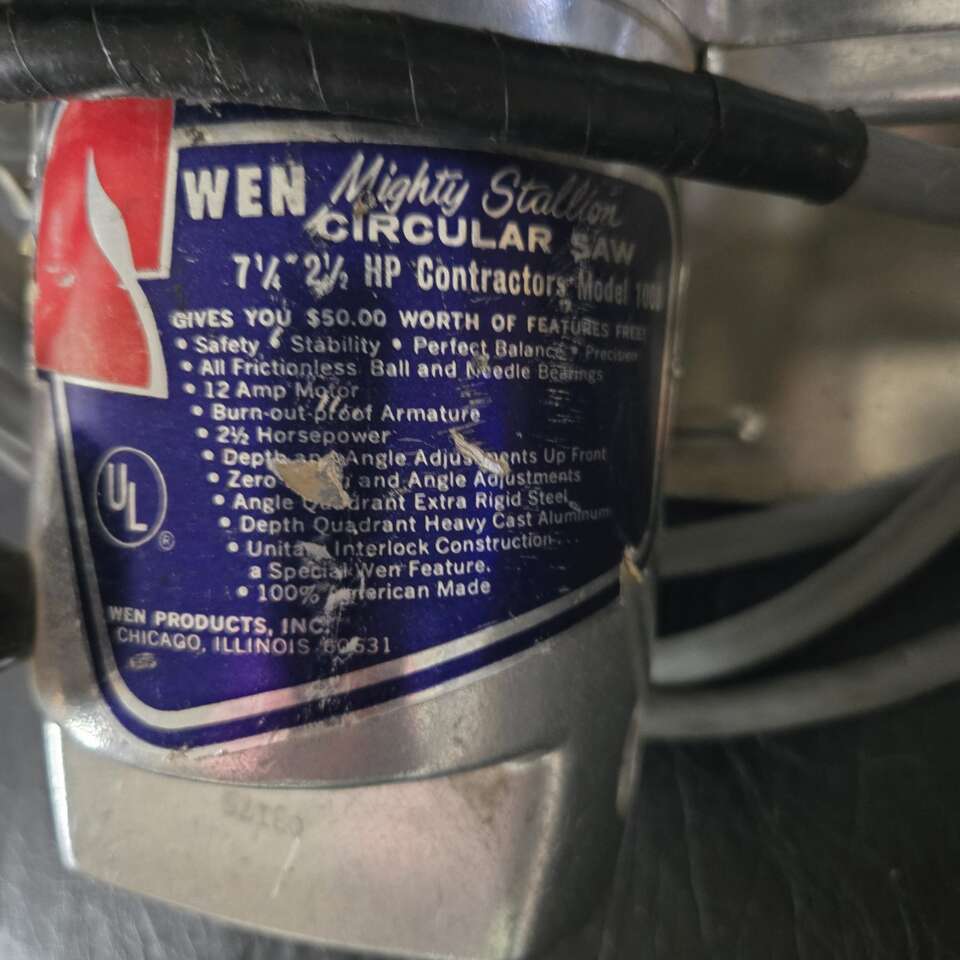 WEN Mighty Stallion
CIRCULAR SAW
7¼" 2½ HP Contractors Model
GIVES YOU $50.00 WORTH OF FEATURES FREE!
• Safety • Stability • Perfect Balance • Precision
• All Frictionless Ball and Needle Bearings
• 12 Amp Motor
• Burn-out-proof Armature
• 2½ Horsepower
• Depth and Angle Adjustments Up Front
• Zero and Angle Adjustments
• Angle Quadrant Extra Rigid Steel
• Depth Quadrant Heavy Cast Aluminum
• Interlock Construction...
a Special Wen Feature.
• 100% American Made
UL
®
WEN PRODUCTS, INC.
CHICAGO, ILLINOIS 60631